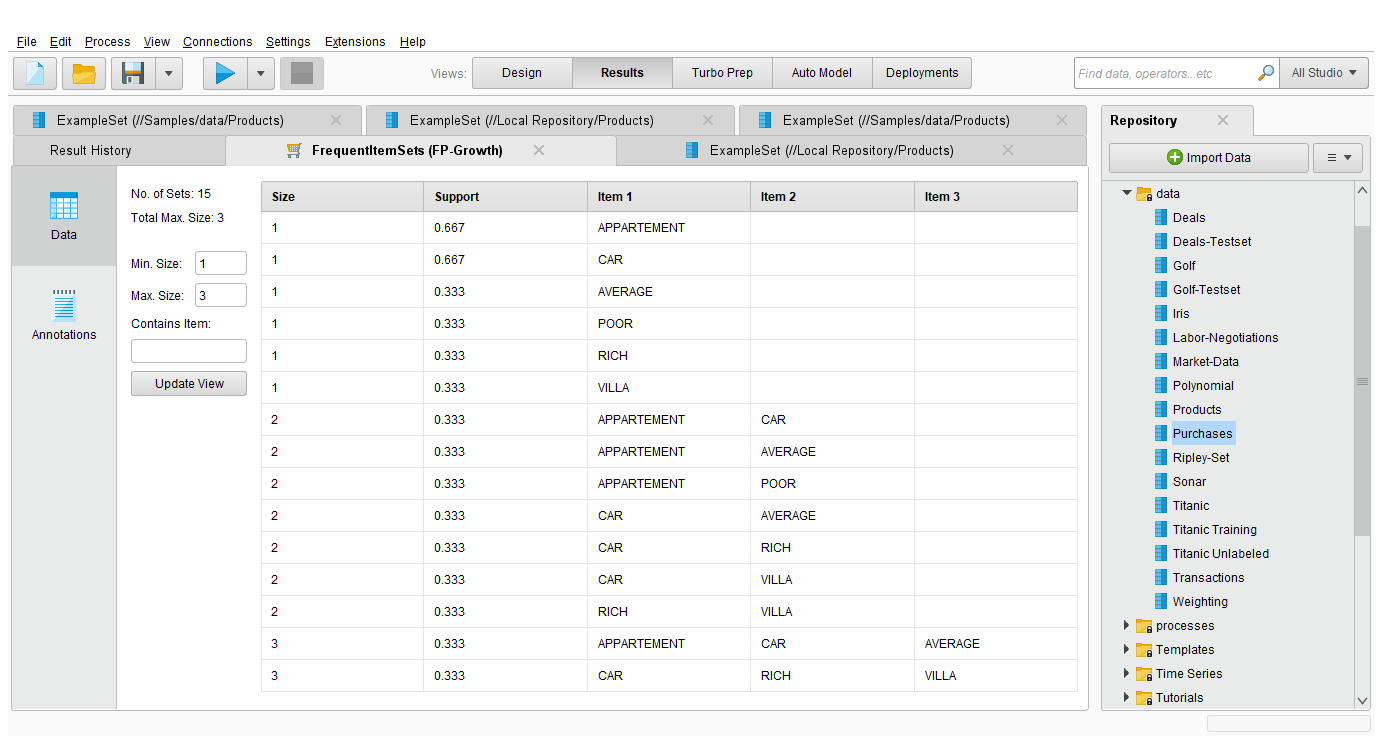 File Edit Process View Connections Settings Extensions Help
Views: Design Results Turbo Prep Auto Model Deployments Find data, operators...etc All Studio
ExampleSet (//Samples/data/Products) ExampleSet (//Local Repository/Products) ExampleSet (//Samples/data/Products)
Result History FrequentItemSets (FP-Growth) ExampleSet (//Local Repository/Products)
Data
Annotations
No. of Sets: 15
Total Max. Size: 3
Min. Size: 1
Max. Size: 3
Contains Item:
Update View
Size Support Item 1 Item 2 Item 3
1 0.667 APPARTEMENT
1 0.667 CAR
1 0.333 AVERAGE
1 0.333 POOR
1 0.333 RICH
1 0.333 VILLA
2 0.333 APPARTEMENT CAR
2 0.333 APPARTEMENT AVERAGE
2 0.333 APPARTEMENT POOR
2 0.333 CAR AVERAGE
2 0.333 CAR RICH
2 0.333 CAR VILLA
2 0.333 RICH VILLA
3 0.333 APPARTEMENT CAR AVERAGE
3 0.333 CAR RICH VILLA
Repository
Import Data
data
Deals
Deals-Testset
Golf
Golf-Testset
Iris
Labor-Negotiations
Market-Data
Polynomial
Products
Purchases
Ripley-Set
Sonar
Titanic
Titanic Training
Titanic Unlabeled
Transactions
Weighting
processes
Templates
Time Series
Tutorials